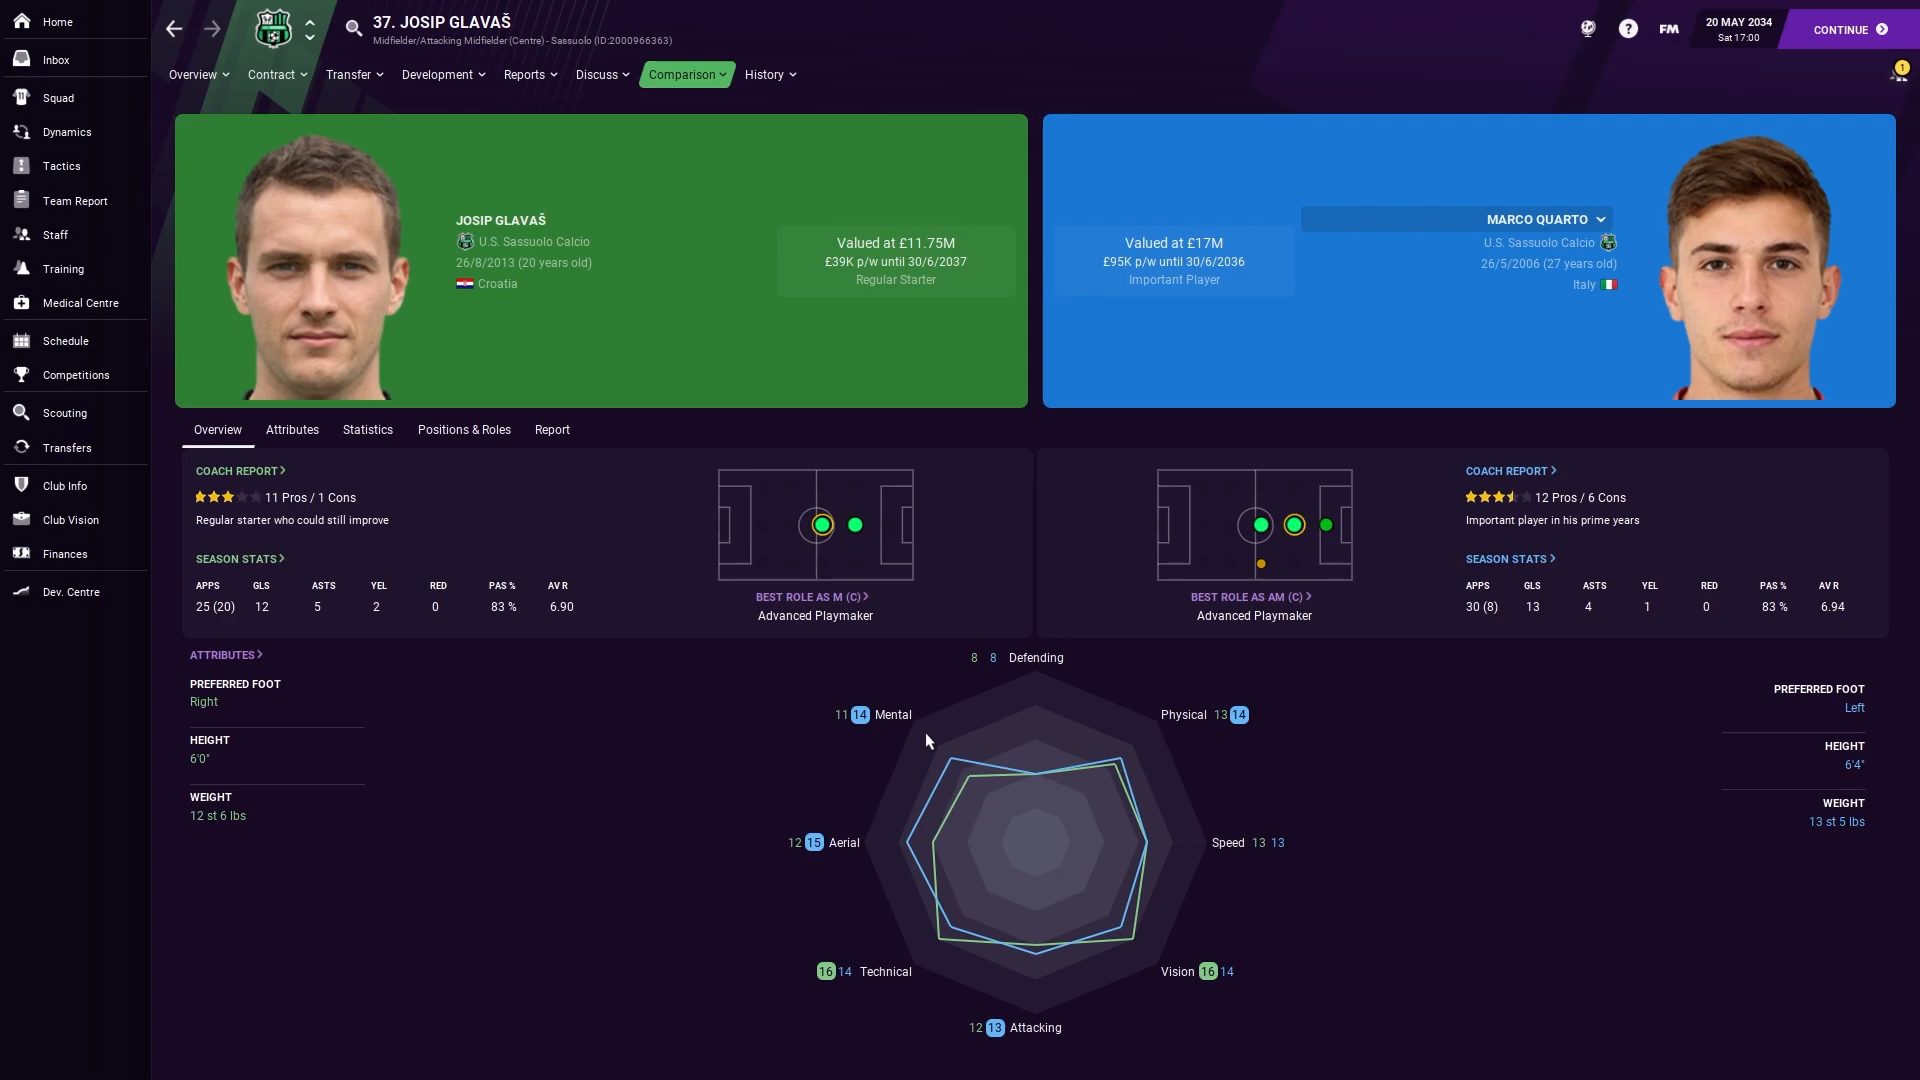 Home
Inbox
Squad
Dynamics
Tactics
Team Report
Staff
Training
Medical Centre
Schedule
Competitions
Scouting
Transfers
Club Info
Club Vision
Finances
Dev. Centre
37. JOSIP GLAVAŠ
Midfielder/Attacking Midfielder (Centre) - Sassuolo (ID:2000966363)
FM
20 MAY 2034
Sat 17:00
CONTINUE
1
Overview Contract Transfer Development Reports Discuss Comparison History
JOSIP GLAVAŠ
U.S. Sassuolo Calcio
26/8/2013 (20 years old)
Croatia
Valued at £11.75M
£39K p/w until 30/6/2037
Regular Starter
Valued at £17M
£95K p/w until 30/6/2036
Important Player
MARCO QUARTO
U.S. Sassuolo Calcio
26/5/2006 (27 years old)
Italy
Overview Attributes Statistics Positions & Roles Report
COACH REPORT
11 Pros / 1 Cons
Regular starter who could still improve
SEASON STATS
APPS GLS ASTS YEL RED PAS % AV R
25 (20) 12 5 2 0 83 % 6.90
BEST ROLE AS M (C)
Advanced Playmaker
BEST ROLE AS AM (C)
Advanced Playmaker
COACH REPORT
12 Pros / 6 Cons
Important player in his prime years
SEASON STATS
APPS GLS ASTS YEL RED PAS % AV R
30 (8) 13 4 1 0 83 % 6.94
ATTRIBUTES
PREFERRED FOOT
Right
HEIGHT
6'0"
WEIGHT
12 st 6 lbs
8 8 Defending
11 14 Mental
Physical 13 14
12 15 Aerial
Speed 13 13
16 14 Technical
Vision 16 14
12 13 Attacking
PREFERRED FOOT
Left
HEIGHT
6'4"
WEIGHT
13 st 5 lbs